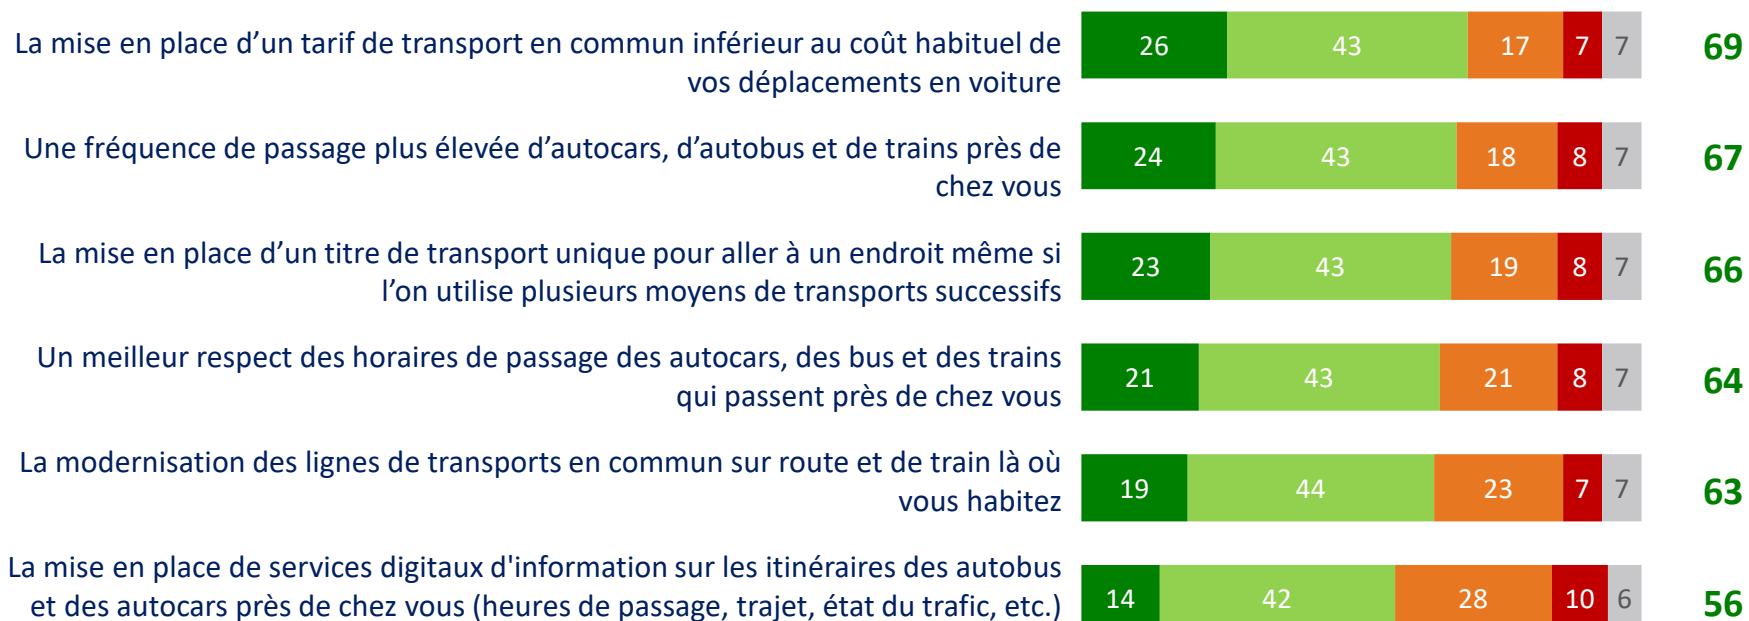 La mise en place d’un tarif de transport en commun inférieur au coût habituel de
vos déplacements en voiture
26 43 17 7 7 69
Une fréquence de passage plus élevée d’autocars, d’autobus et de trains près de
chez vous
24 43 18 8 7 67
La mise en place d’un titre de transport unique pour aller à un endroit même si
l’on utilise plusieurs moyens de transports successifs
23 43 19 8 7 66
Un meilleur respect des horaires de passage des autocars, des bus et des trains
qui passent près de chez vous
21 43 21 8 7 64
La modernisation des lignes de transports en commun sur route et de train là où
vous habitez
19 44 23 7 7 63
La mise en place de services digitaux d'information sur les itinéraires des autobus
et des autocars près de chez vous (heures de passage, trajet, état du trafic, etc.)
14 42 28 10 6 56